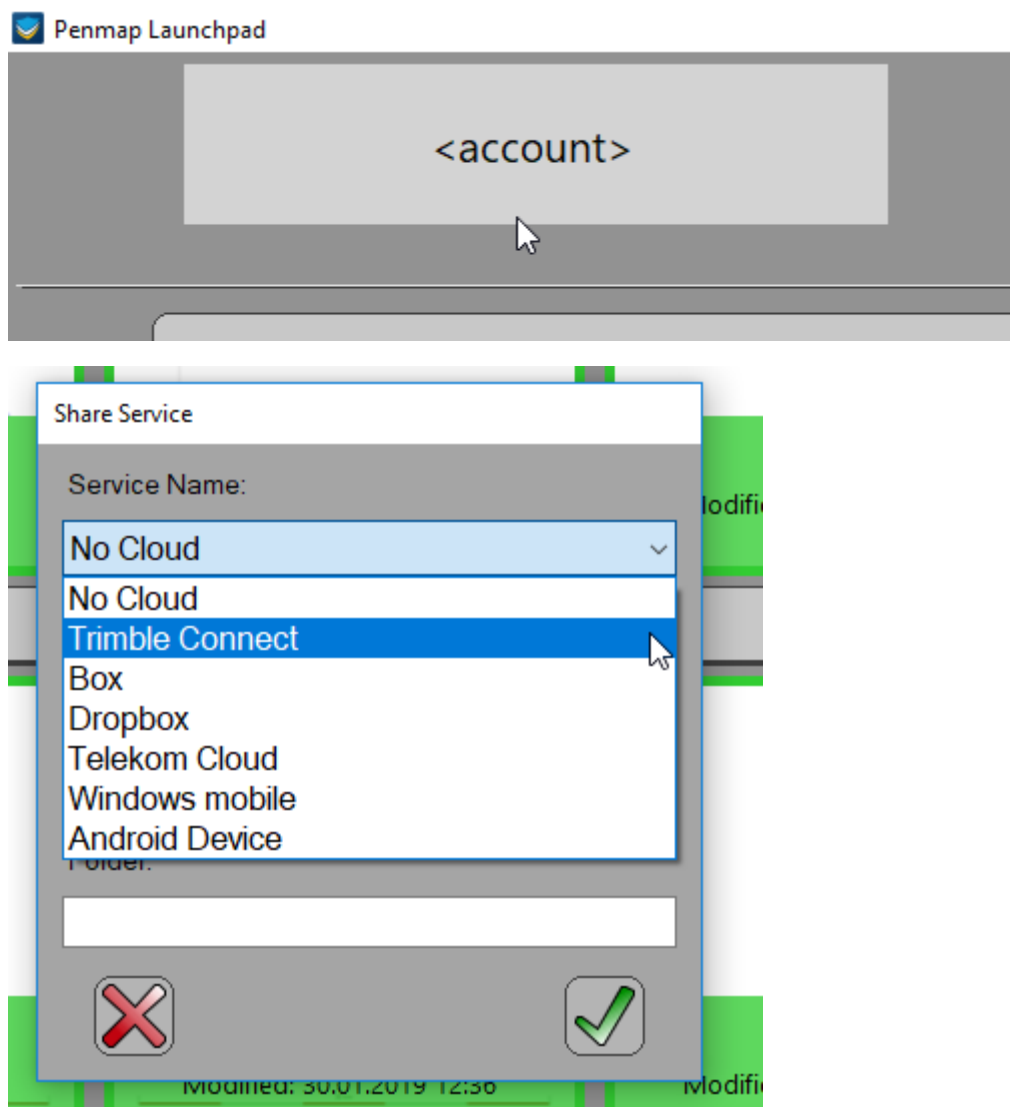 Penmap Launchpad
<account>
Share Service
Service Name:
No Cloud
No Cloud
Trimble Connect
Box
Dropbox
Telekom Cloud
Windows mobile
Android Device
Folder:
Modified: 30.01.2019 12:36